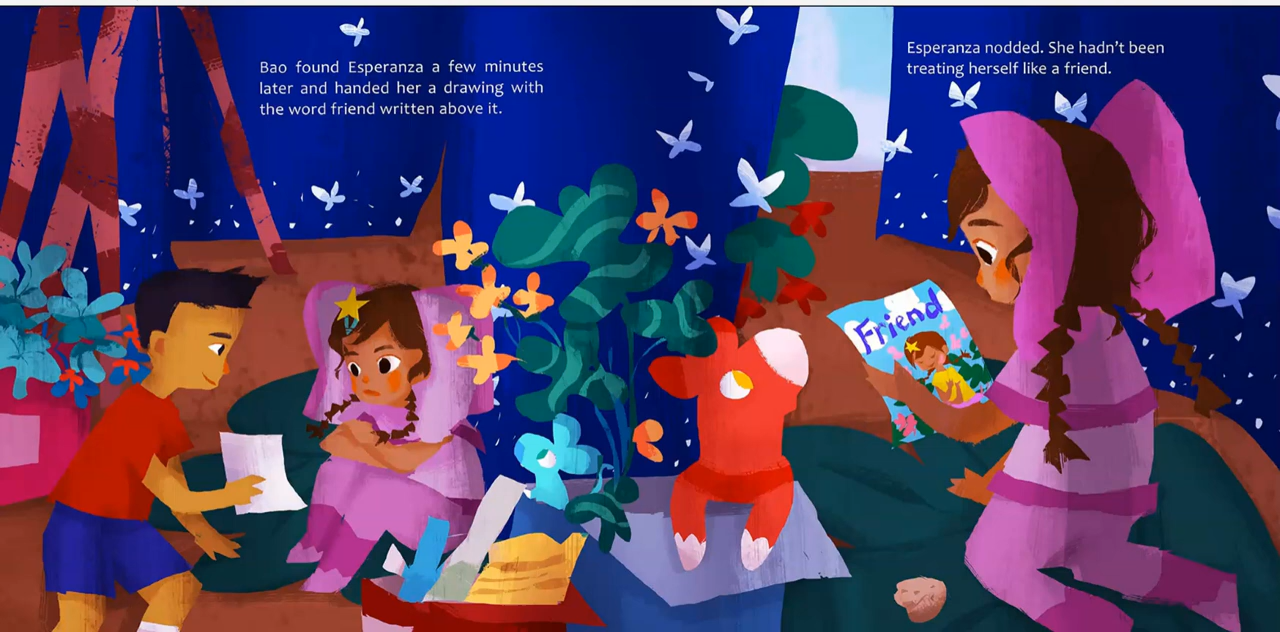 Bao found Esperanza a few minutes
later and handed her a drawing with
the word friend written above it.
Esperanza nodded. She hadn't been
treating herself like a friend.
Friend